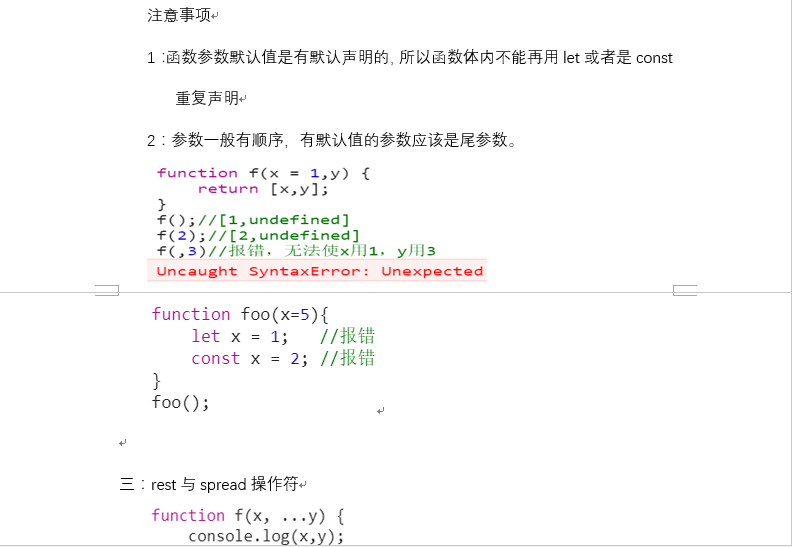 注意事项
1：函数参数默认值是有默认声明的，所以函数体内不能再用 let 或者是 const
重复声明
2：参数一般有顺序，有默认值的参数应该是尾参数。
function f(x = 1,y) {
return [x,y];
}
f();//[1,undefined]
f(2);//[2,undefined]
f(,3)//报错，无法使x用1，y用3
Uncaught SyntaxError: Unexpected
function foo(x=5){
let x = 1;   //报错
const x = 2; //报错
}
foo();
三：rest 与 spread 操作符
function f(x, ...y) {
console.log(x,y);